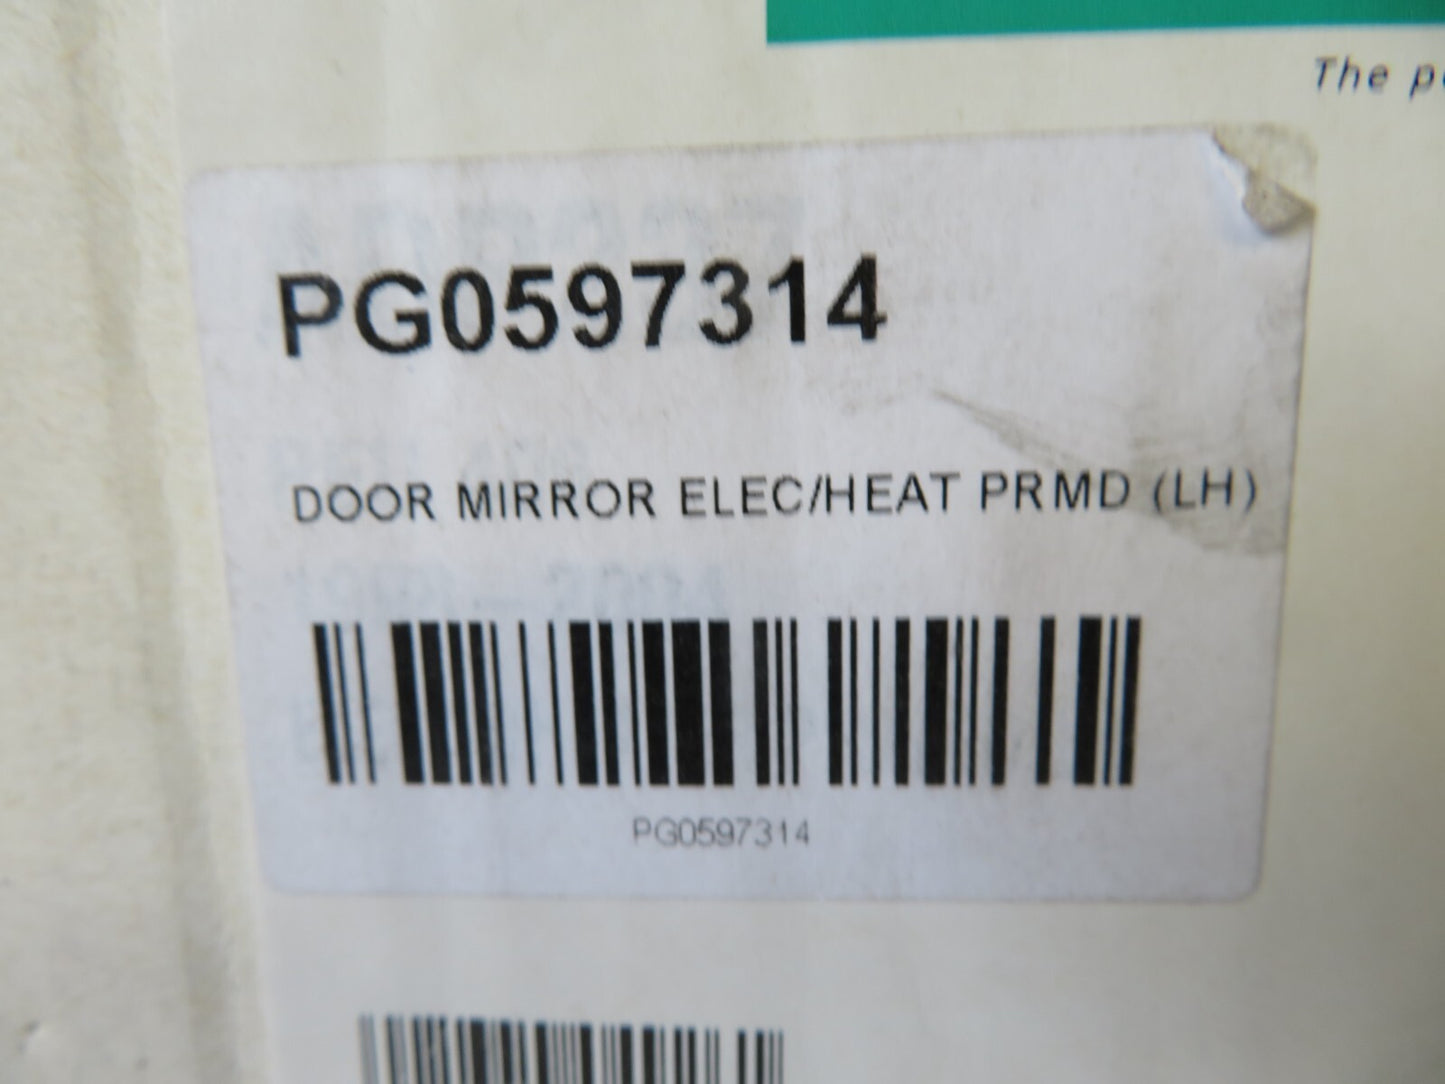 The
PG0597314
DOOR MIRROR ELEC/HEAT PRMD (LH)
PG0597314